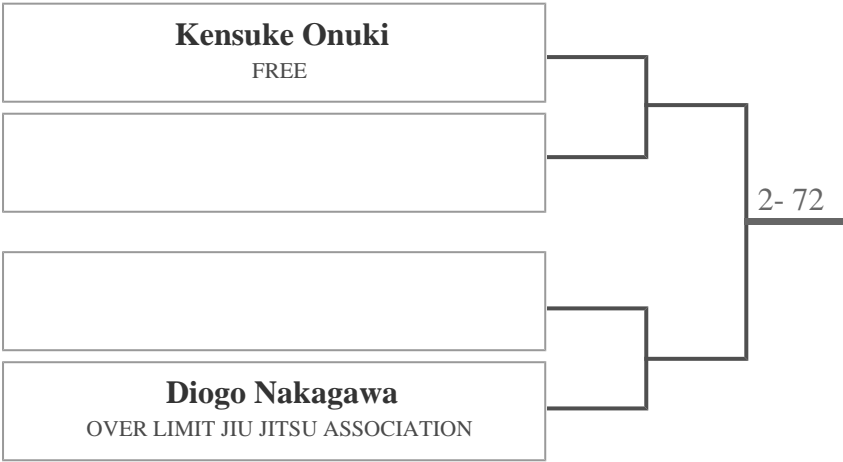 Kensuke Onuki
FREE
2- 72
Diogo Nakagawa
OVER LIMIT JIU JITSU ASSOCIATION